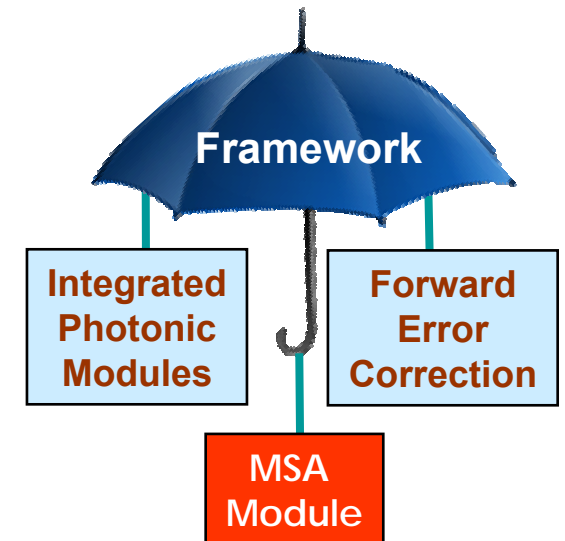 Framework
Integrated
Photonic
Modules
Forward
Error
Correction
MSA
Module